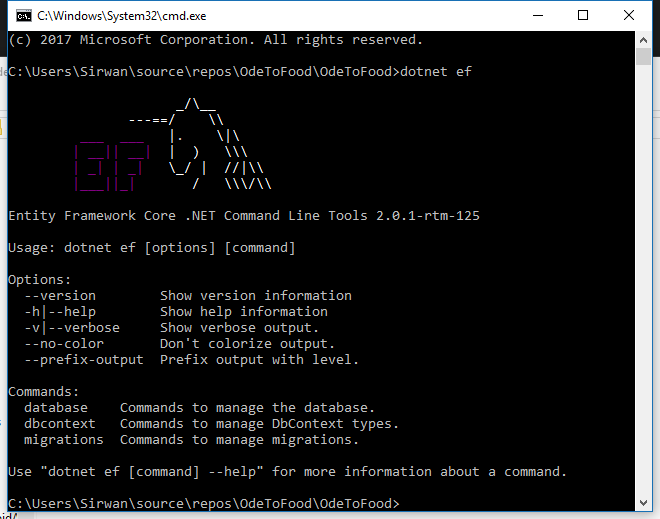 C:\Windows\System32\cmd.exe
(c) 2017 Microsoft Corporation. All rights reserved.
C:\Users\Sirwan\source\repos\OdeToFood\OdeToFood>dotnet ef
                     _/\__
               ---==/    \\
         ___  ___   |.    \|\
        | __|| __|  |  )   \\\
        | _| | _|   \_/ |  //|\\
        |___||_|       /   \\\/\\
Entity Framework Core .NET Command Line Tools 2.0.1-rtm-125
Usage: dotnet ef [options] [command]
Options:
  --version        Show version information
  -h|--help        Show help information
  -v|--verbose     Show verbose output.
  --no-color       Don't colorize output.
  --prefix-output  Prefix output with level.
Commands:
  database    Commands to manage the database.
  dbcontext   Commands to manage DbContext types.
  migrations  Commands to manage migrations.
Use "dotnet ef [command] --help" for more information about a command.
C:\Users\Sirwan\source\repos\OdeToFood\OdeToFood>